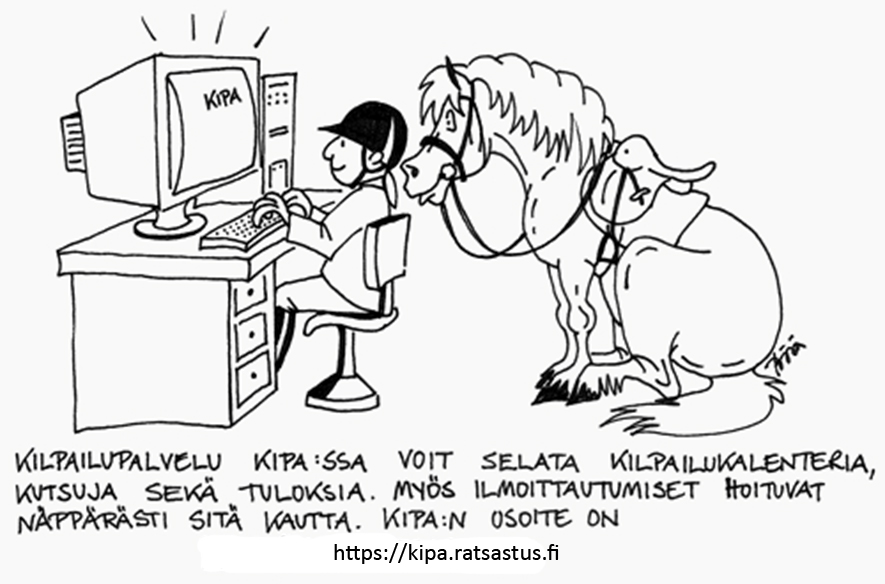 KIPA
KILPAILUPALVELU KIPA:SSA VOIT SELATA KILPAILUKALENTERIA,
KUTSUJA SEKÄ TULOKSIA. MYÖS ILMOITTAUTUMISET HOITUVAT
NÄPPÄRÄSTI SITÄ KAUTTA. KIPA:N OSOITE ON
https://kipa.ratsastus.fi